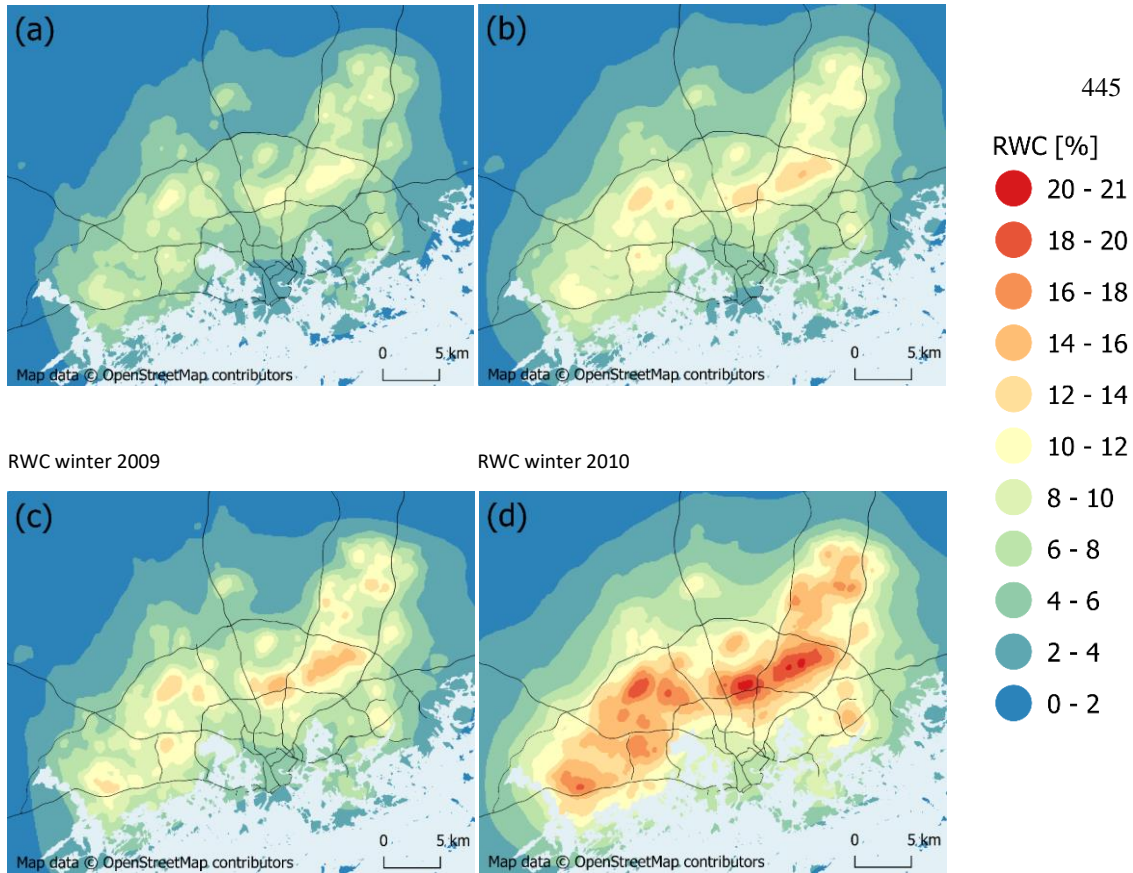 (a)
0 5 km
Map data © OpenStreetMap contributors
(b)
0 5 km
Map data © OpenStreetMap contributors
445
RWC [%]
20 - 21
18 - 20
16 - 18
14 - 16
12 - 14
10 - 12
8 - 10
6 - 8
4 - 6
2 - 4
0 - 2
RWC winter 2009
RWC winter 2010
(c)
0 5 km
Map data © OpenStreetMap contributors
(d)
0 5 km
Map data © OpenStreetMap contributors